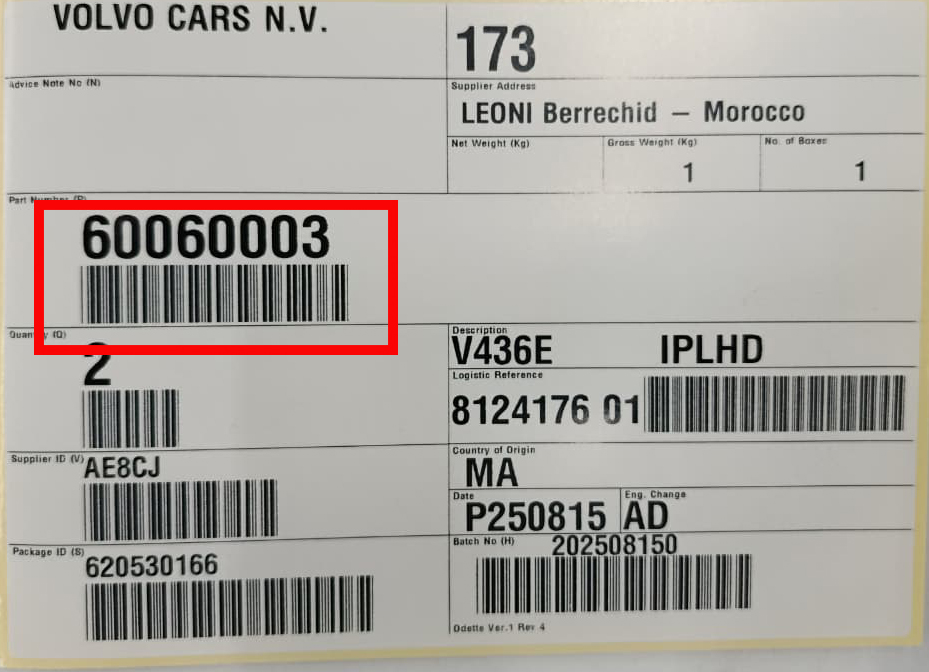 VOLVO CARS N.V.
173
Advice Note No (N)
Supplier Address
LEONI Berrechid – Morocco
Net Weight (Kg)
Gross Weight (Kg)
No. of Boxes
1
1
Part Number (P)
60060003
Quantity (Q)
2
Description
V436E IPLHD
Logistic Reference
8124176 01
Supplier ID (V)
AE8CJ
Country of Origin
MA
Date
P250815
Eng. Change
AD
Package ID (S)
620530166
Batch No (H)
202508150
Odette Ver.1 Rev 4